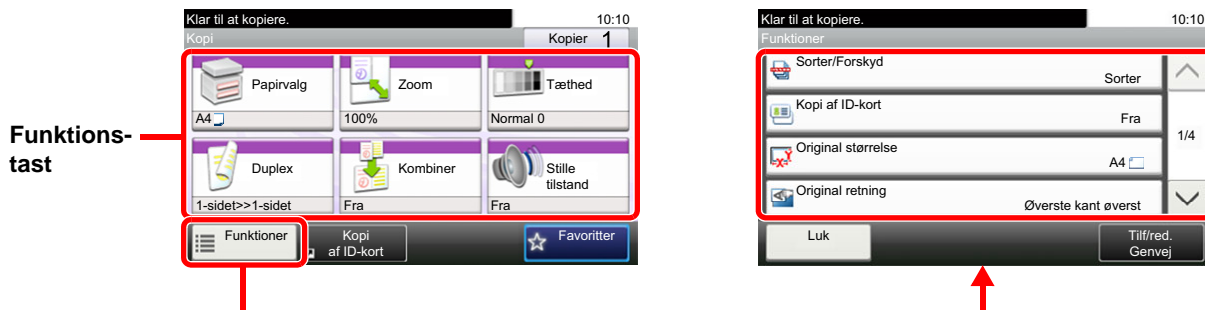 Funktions-
tast
Klar til at kopiere. 10:10
Kopi Kopier 1
Papirvalg Zoom Tæthed
A4 100% Normal 0
Duplex Kombiner Stille
tilstand
1-sidet>>1-sidet Fra Fra
Funktioner Kopi Favoritter
af ID-kort
Klar til at kopiere. 10:10
Funktioner
Sorter/Forskyd
Sorter
Kopi af ID-kort
Fra
1/4
Original størrelse
A4
Original retning
Øverste kant øverst
Luk Tilf/red.
Genvej